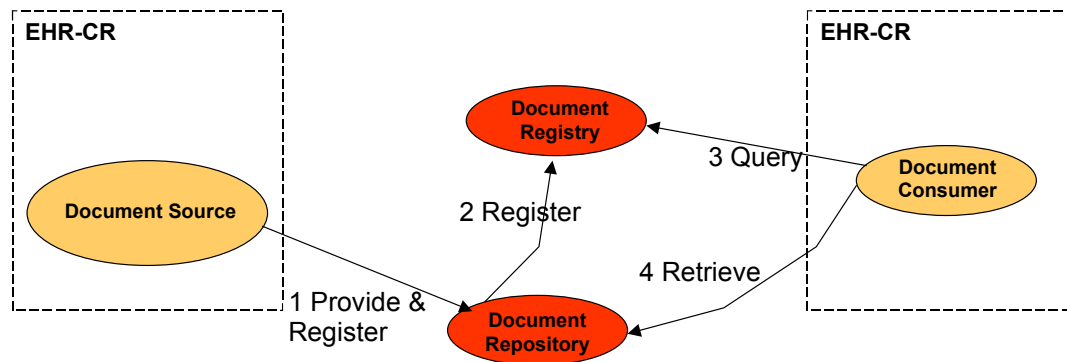 EHR-CR
EHR-CR
Document
Registry
3 Query
Document
Consumer
Document Source
2 Register
4 Retrieve
1 Provide &
Register
Document
Repository